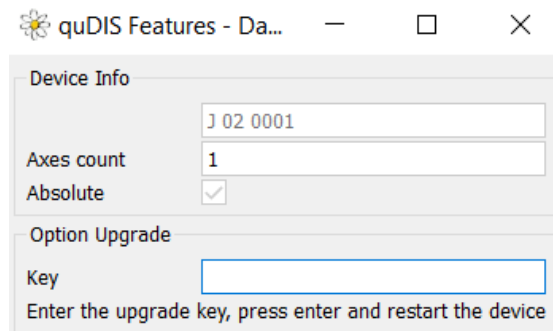 quDIS Features - Da...
Device Info
J 02 0001
Axes count 1
Absolute
Option Upgrade
Key
Enter the upgrade key, press enter and restart the device